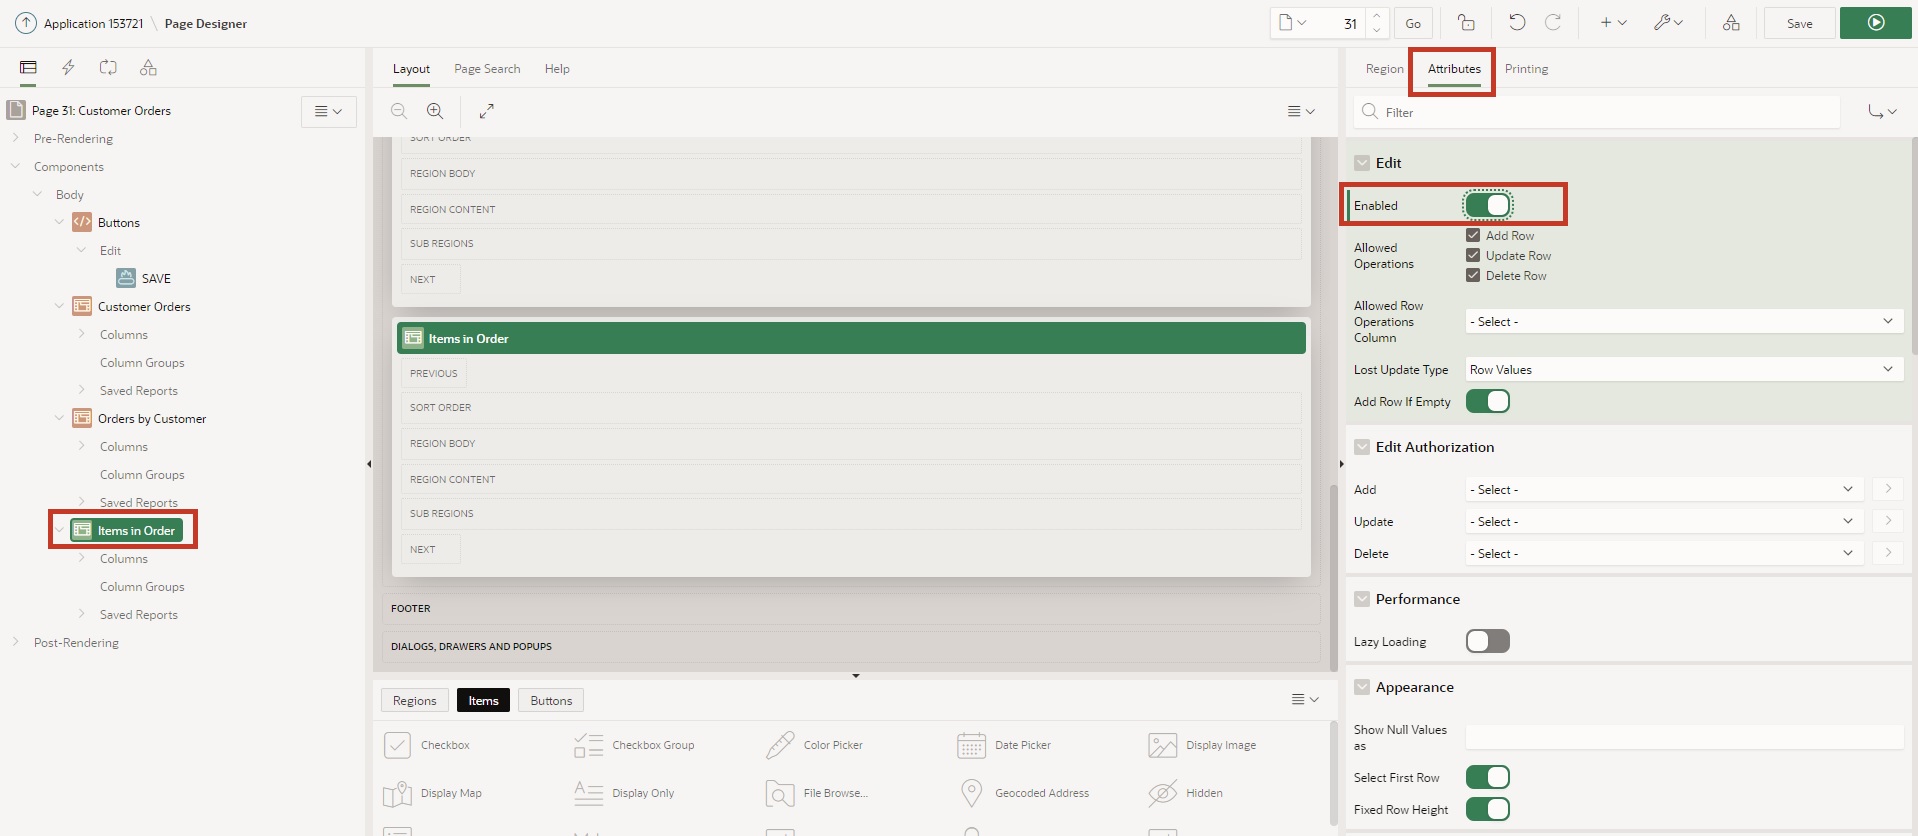 Application 153721 \ Page Designer
31
Go
Save
Page 31: Customer Orders
Pre-Rendering
Components
Body
Buttons
Edit
SAVE
Customer Orders
Columns
Column Groups
Saved Reports
Orders by Customer
Columns
Column Groups
Saved Reports
Items in Order
Columns
Column Groups
Saved Reports
Post-Rendering
Layout Page Search Help
SORT ORDER
REGION BODY
REGION CONTENT
SUB REGIONS
NEXT
Items in Order
PREVIOUS
SORT ORDER
REGION BODY
REGION CONTENT
SUB REGIONS
NEXT
FOOTER
DIALOGS, DRAWERS AND POPUPS
Regions Items Buttons
Checkbox Checkbox Group Color Picker Date Picker Display Image
Display Map Display Only File Browse... Geocoded Address Hidden
Region Attributes Printing
Filter
Edit
Enabled
Allowed
Operations
Add Row
Update Row
Delete Row
Allowed Row
Operations
Column
- Select -
Lost Update Type Row Values
Add Row If Empty
Edit Authorization
Add - Select -
Update - Select -
Delete - Select -
Performance
Lazy Loading
Appearance
Show Null Values
as
Select First Row
Fixed Row Height